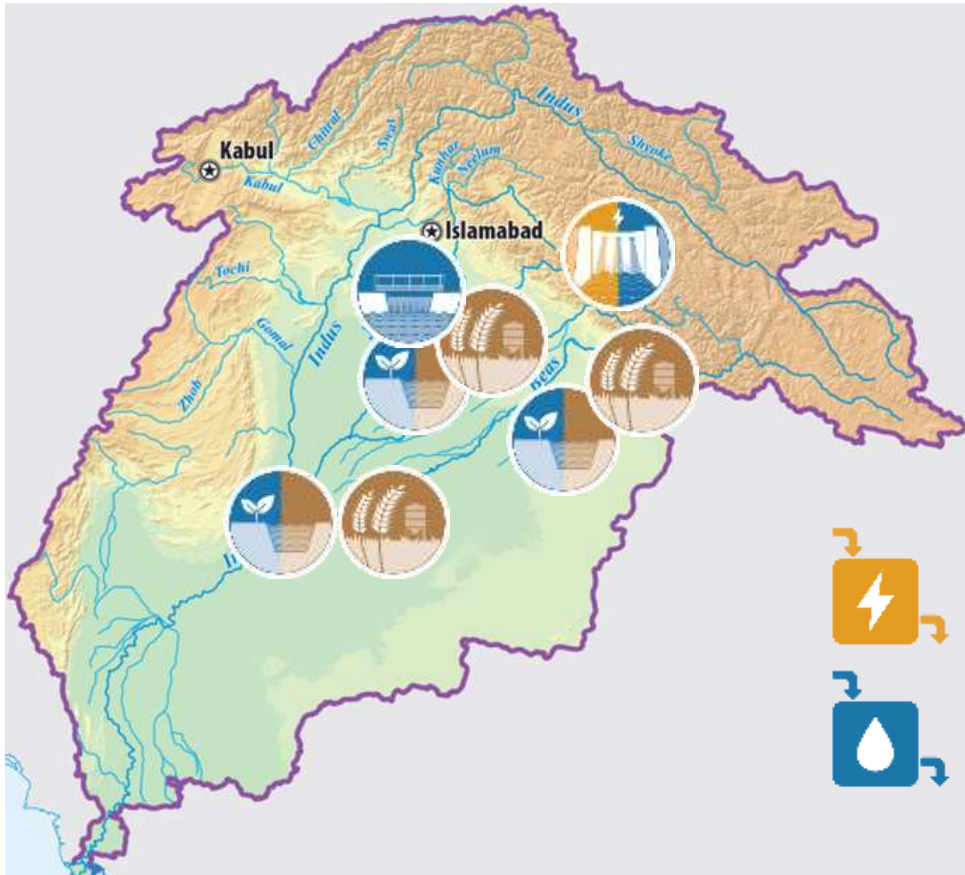 Indus
Shyoke
Chitral
Swat
Kunhar
Neelum
Kabul
Kabul
Islamabad
Tochi
Gomal
Indus
Zhob